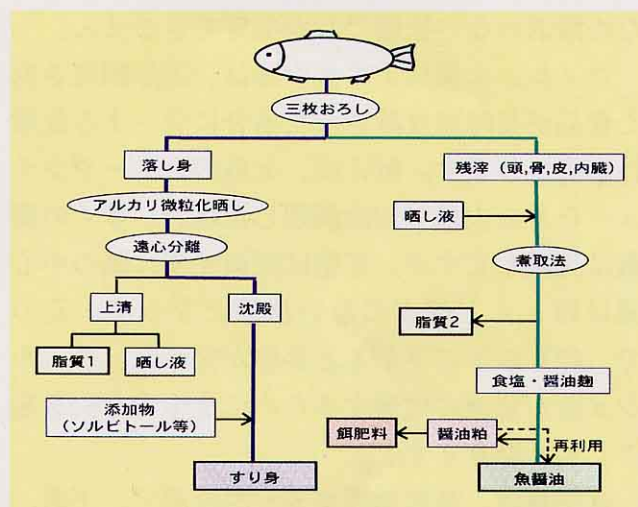 三枚おろし
落し身
残滓(頭,骨,皮,内臓)
アルカリ微粒化晒し
晒し液
遠心分離
煮取法
上清
沈殿
脂質2
脂質1
晒し液
食塩・醤油麹
添加物
(ソルビトール等)
餌肥料
醤油粕
再利用
すり身
魚醤油